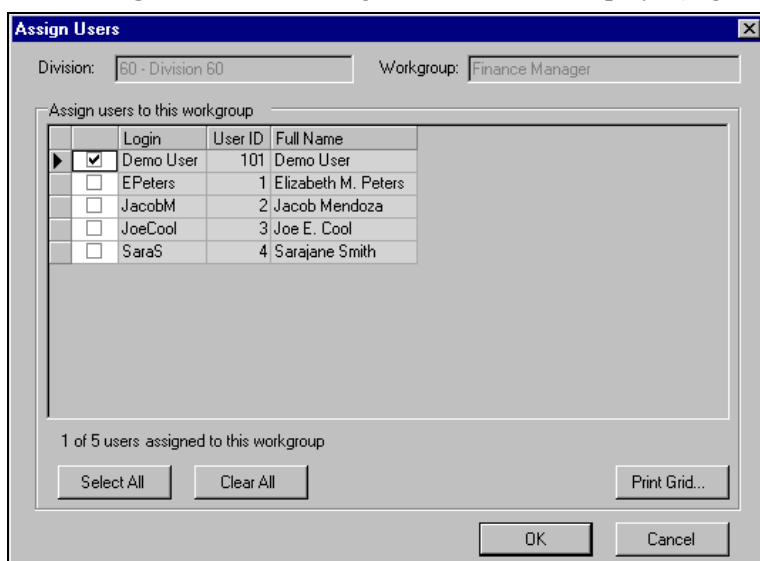 Assign Users
Division: 60 - Division 60 Workgroup: Finance Manager
Assign users to this workgroup
Login User ID Full Name
Demo User 101 Demo User
EPeters 1 Elizabeth M. Peters
JacobM 2 Jacob Mendoza
JoeCool 3 Joe E. Cool
SaraS 4 Sarajane Smith
1 of 5 users assigned to this workgroup
Select All Clear All Print Grid...
OK Cancel